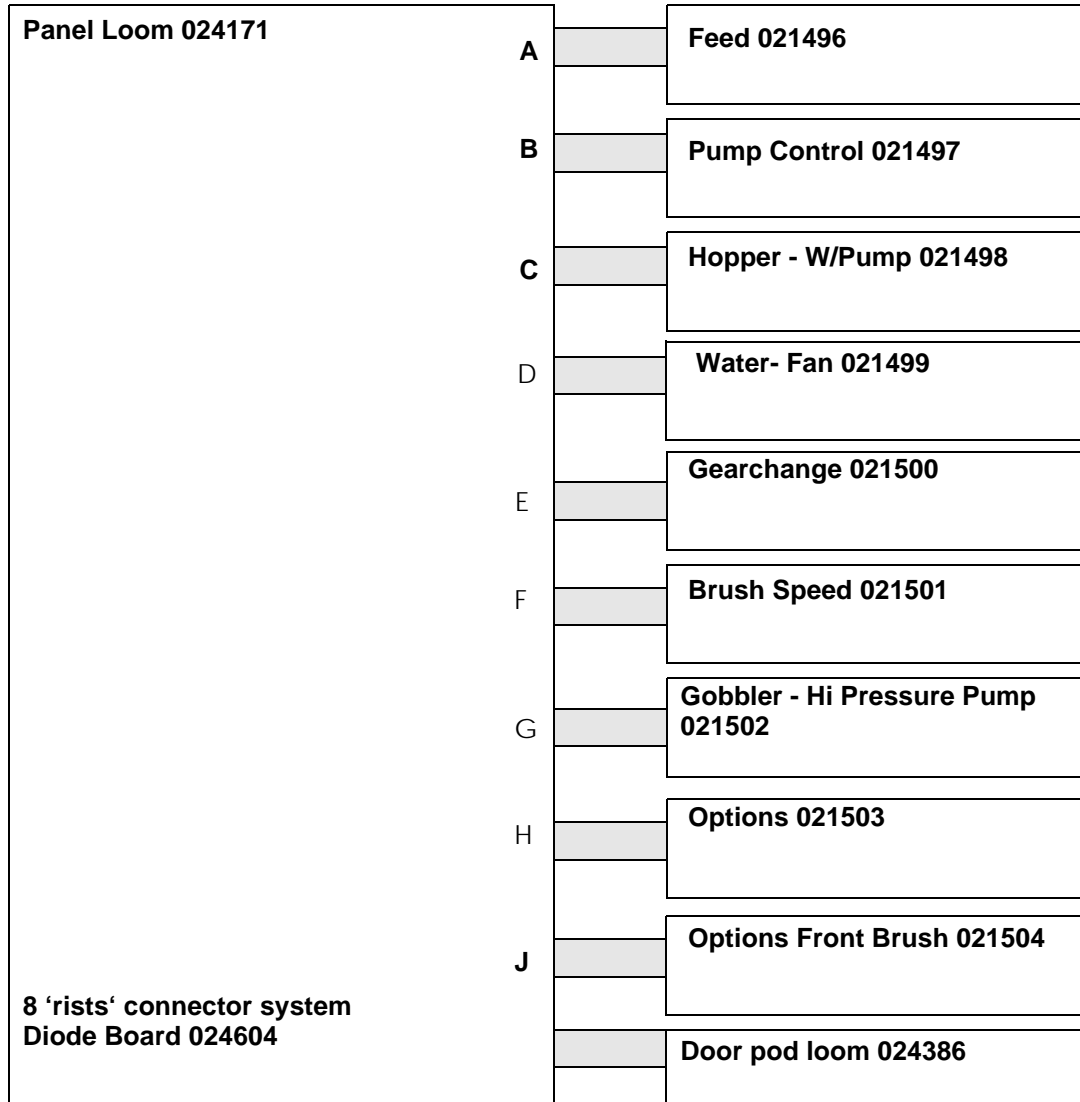 Panel Loom 024171
A
Feed 021496
B
Pump Control 021497
C
Hopper - W/Pump 021498
D
Water- Fan 021499
E
Gearchange 021500
F
Brush Speed 021501
G
Gobbler - Hi Pressure Pump
021502
H
Options 021503
J
Options Front Brush 021504
8 ‘rists‘ connector system
Diode Board 024604
Door pod loom 024386